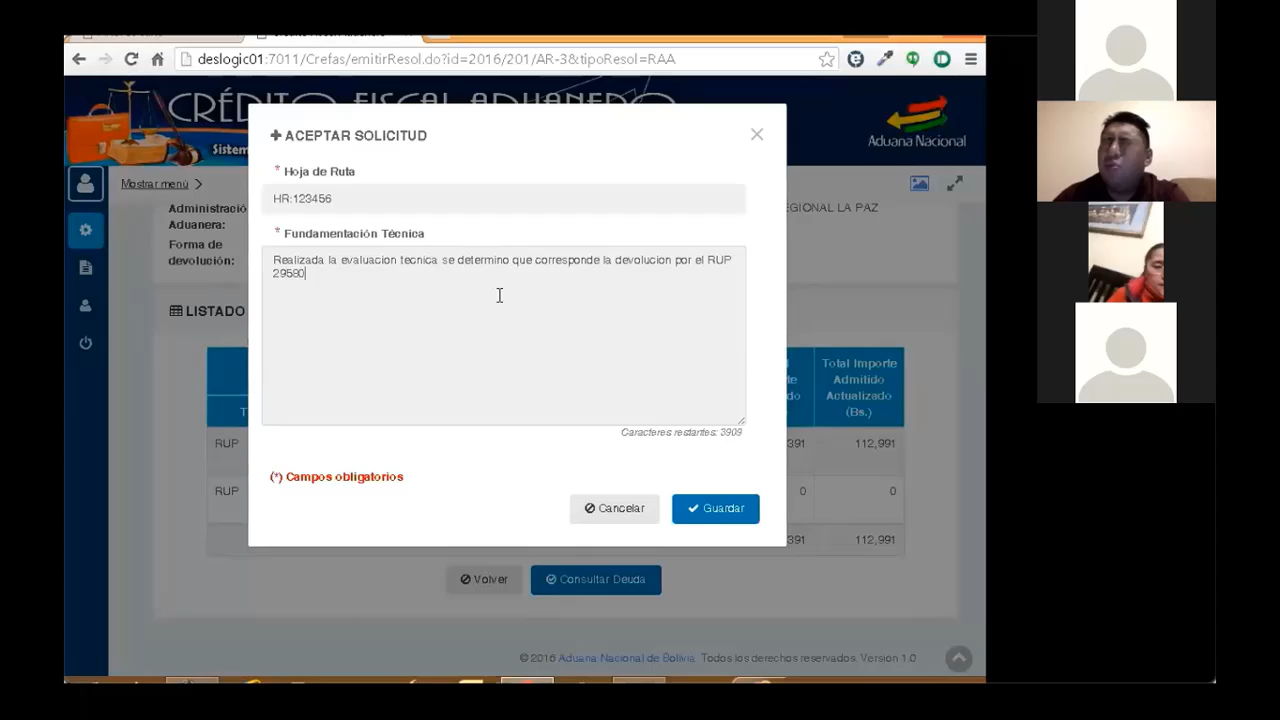 deslogic01:7011/Crefas/emitirResol.do?id=2016/201/AR-3&tipoResol=RAA
CRÉDITO FISCAL ADUANERO
Sistem
Aduana Nacional
Mostrar menú
ACEPTAR SOLICITUD
* Hoja de Ruta
HR:123456
* Fundamentación Técnica
Realizada la evaluacion tecnica se determino que corresponde la devolucion por el RUP
29580
Caracteres restantes: 3909
(*) Campos obligatorios
Cancelar
Guardar
Administració
Aduanera:
EGIONAL LA PAZ
Forma de
devolución:
LISTADO
Total Importe
Admitido
Actualizado
(Bs.)
RUP
391
112,991
RUP
0
0
391
112,991
Volver
Consultar Deuda
© 2016 Aduana Nacional de Bolivia. Todos los derechos reservados. Versión 1.0